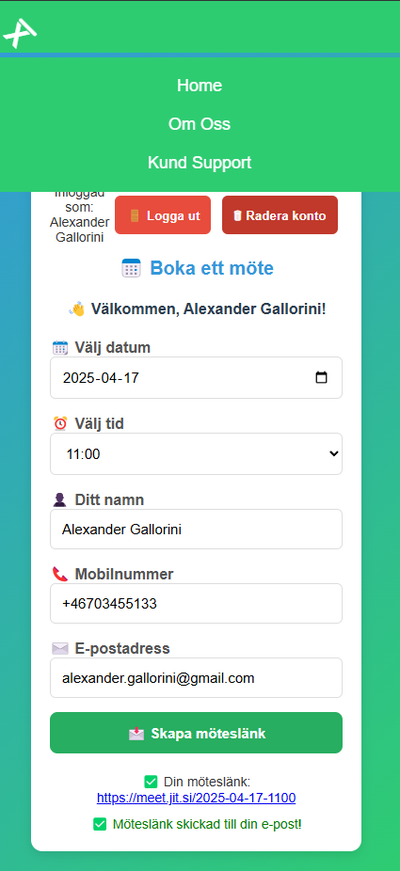 Home
Om Oss
Kund Support
Inloggad
som:
Alexander
Gallorini
Logga ut
Radera konto
Boka ett möte
Välkommen, Alexander Gallorini!
Välj datum
2025-04-17
Välj tid
11:00
Ditt namn
Alexander Gallorini
Mobilnummer
+46703455133
E-postadress
alexander.gallorini@gmail.com
Skapa möteslänk
Din möteslänk:
https://meet.jit.si/2025-04-17-1100
Möteslänk skickad till din e-post!